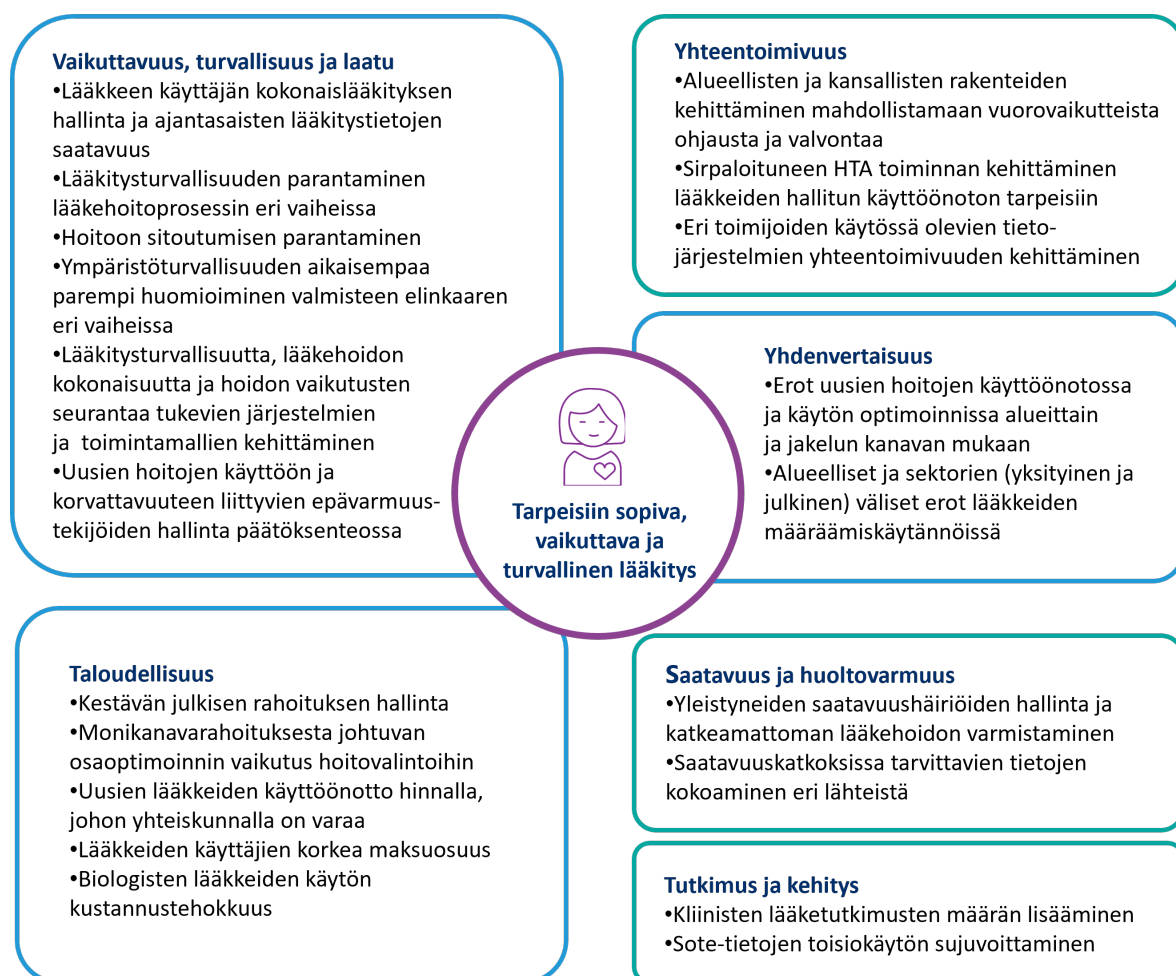 Vaikuttavuus, turvallisuus ja laatu
•Lääkkeen käyttäjän kokonaislääkityksen
hallinta ja ajantasaisten lääkitystietojen
saatavuus
•Lääkitysturvallisuuden parantaminen
lääkehoitoprosessin eri vaiheissa
•Hoitoon sitoutumisen parantaminen
•Ympäristöturvallisuuden aikaisempaa
parempi huomioiminen valmisteen elinkaaren
eri vaiheissa
•Lääkitysturvallisuutta, lääkehoidon
kokonaisuutta ja hoidon vaikutusten
seurantaa tukevien järjestelmien
ja toimintamallien kehittäminen
•Uusien hoitojen käyttöön ja
korvattavuuteen liittyvien epävarmuus-
tekijöiden hallinta päätöksenteossa
Yhteentoimivuus
•Alueellisten ja kansallisten rakenteiden
kehittäminen mahdollistamaan vuorovaikutteista
ohjausta ja valvontaa
•Sirpaloituneen HTA toiminnan kehittäminen
lääkkeiden hallitun käyttöönoton tarpeisiin
•Eri toimijoiden käytössä olevien tieto-
järjestelmien yhteentoimivuuden kehittäminen
Yhdenvertaisuus
•Erot uusien hoitojen käyttöönotossa
ja käytön optimoinnissa alueittain
ja jakelun kanavan mukaan
•Alueelliset ja sektorien (yksityinen ja
julkinen) väliset erot lääkkeiden
määräämiskäytännöissä
Tarpeisiin sopiva,
vaikuttava ja
turvallinen lääkitys
Taloudellisuus
•Kestävän julkisen rahoituksen hallinta
•Monikanavarahoituksesta johtuvan
osaoptimoinnin vaikutus hoitovalintoihin
•Uusien lääkkeiden käyttöönotto hinnalla,
johon yhteiskunnalla on varaa
•Lääkkeiden käyttäjien korkea maksuosuus
•Biologisten lääkkeiden käytön
kustannustehokkuus
Saatavuus ja huoltovarmuus
•Yleistyneiden saatavuushäiriöiden hallinta ja
katkeamattoman lääkehoidon varmistaminen
•Saatavuuskatkoksissa tarvittavien tietojen
kokoaminen eri lähteistä
Tutkimus ja kehitys
•Kliinisten lääketutkimusten määrän lisääminen
•Sote-tietojen toisiokäytön sujuvoittaminen